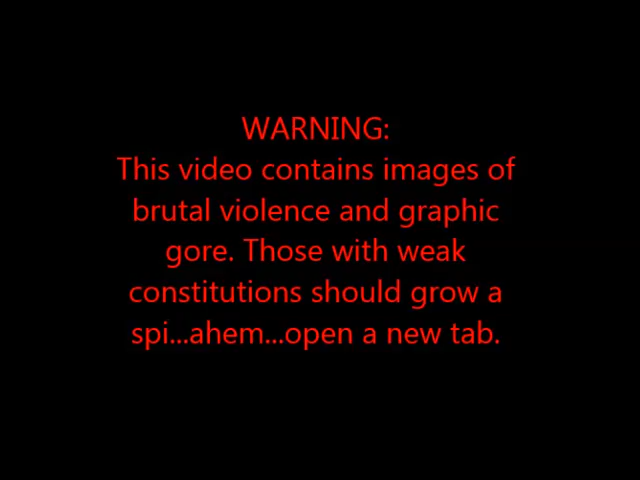 WARNING:
This video contains images of
brutal violence and graphic
gore. Those with weak
constitutions should grow a
spi...ahem...open a new tab.